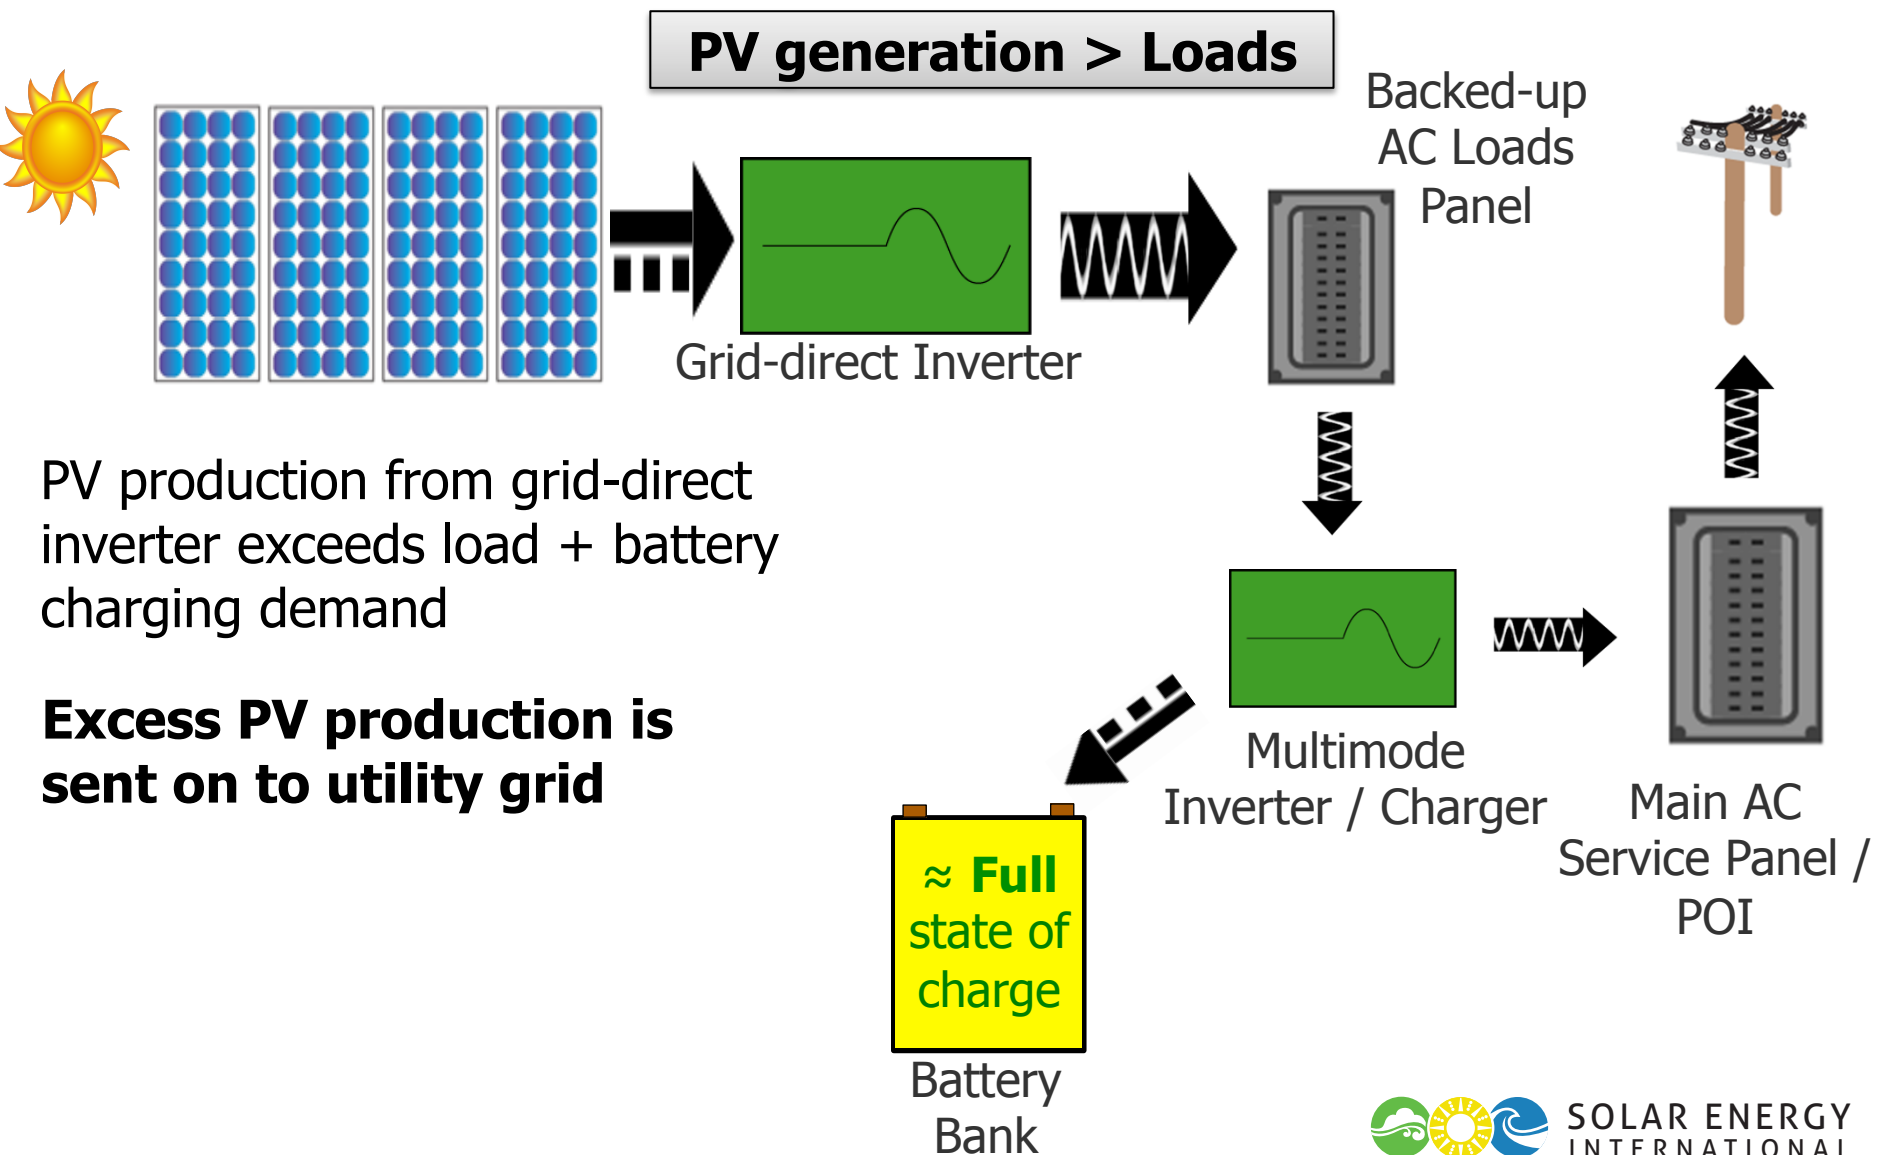 PV generation > Loads
Backed-up
AC Loads
Panel
Grid-direct Inverter
PV production from grid-direct
inverter exceeds load + battery
charging demand
Excess PV production is
sent on to utility grid
Multimode
Inverter / Charger
Main AC
Service Panel /
POI
≈ Full
state of
charge
Battery
Bank
SOLAR ENERGY
INTERNATIONAL